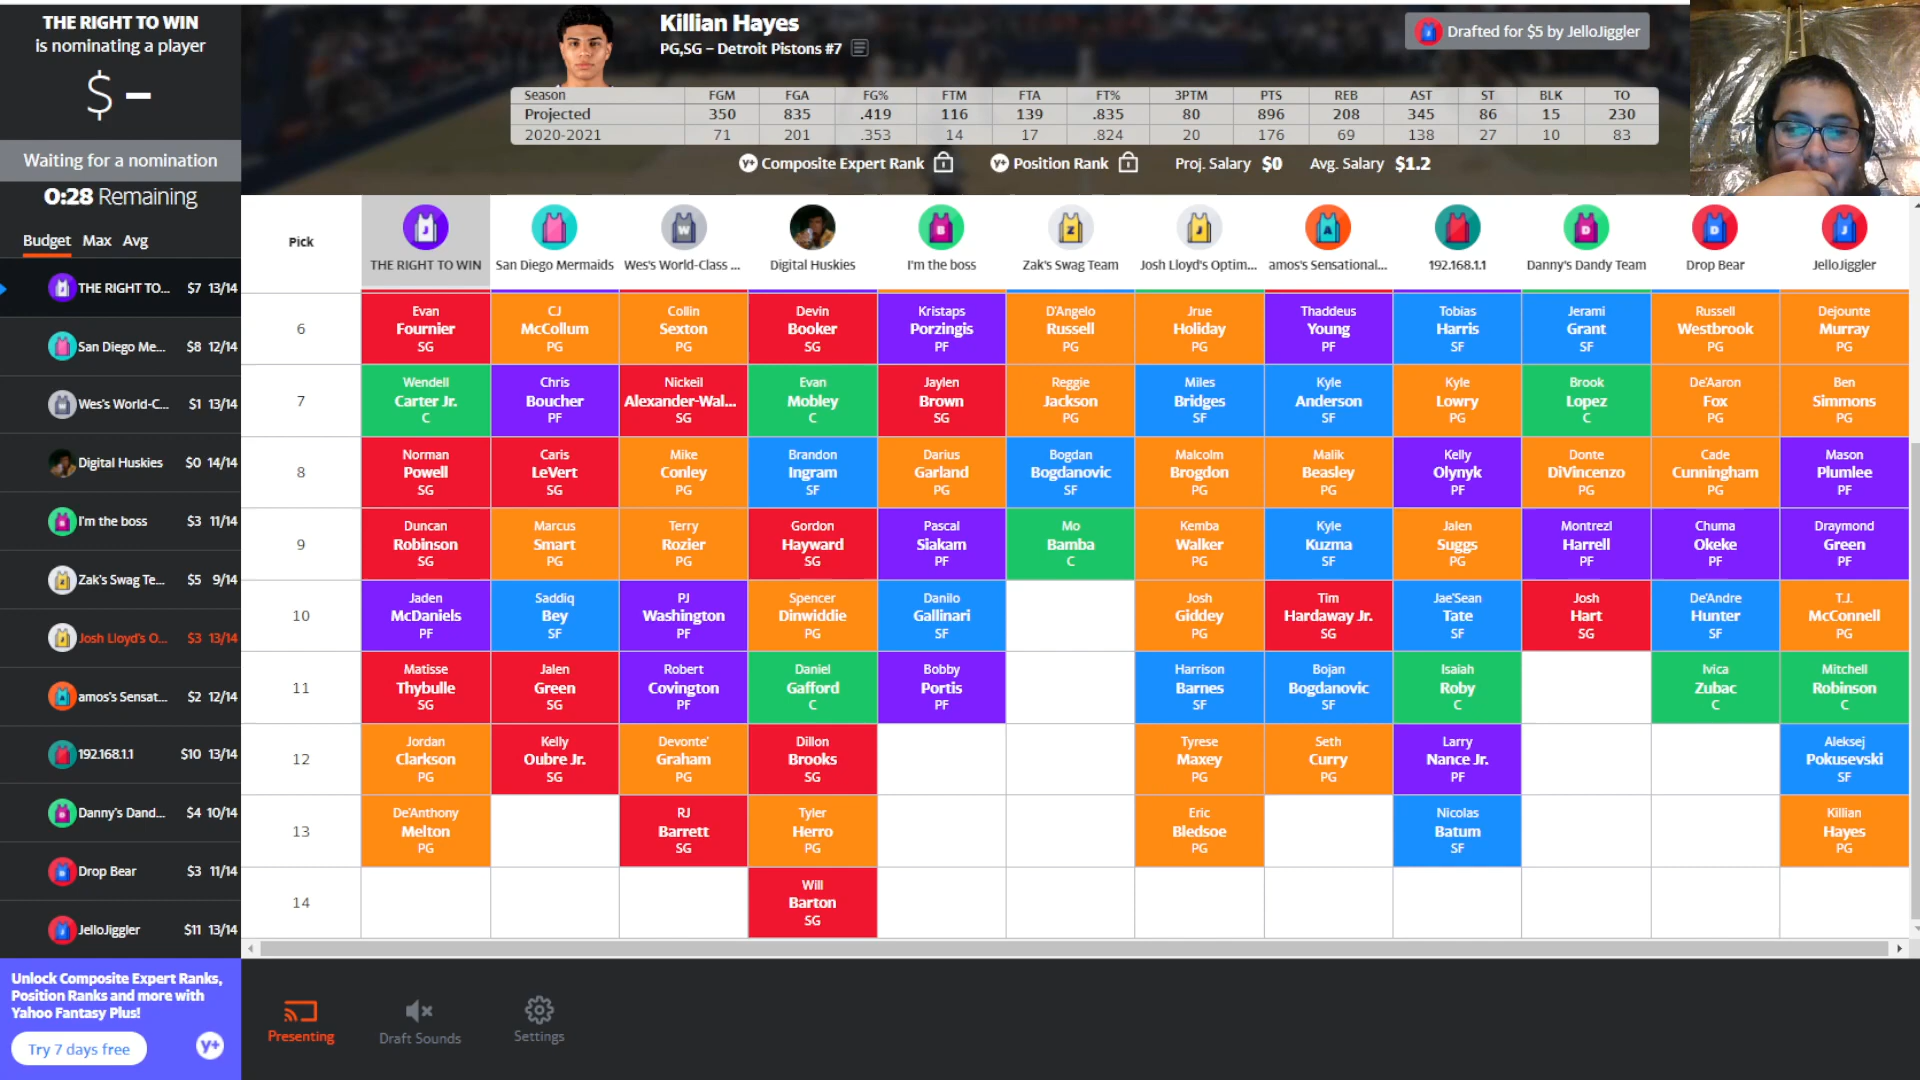 THE RIGHT TO WIN
is nominating a player
$ –
Waiting for a nomination
0:28 Remaining
Budget Max Avg
THE RIGHT TO... $7 13/14
San Diego Me... $8 12/14
Wes's World-C... $1 13/14
Digital Huskies $0 14/14
I'm the boss $3 11/14
Zak's Swag Te... $5 9/14
Josh Lloyd's O... $3 13/14
amos's Sensat... $2 12/14
192.168.1.1 $10 13/14
Danny's Dand... $4 10/14
Drop Bear $3 11/14
JelloJiggler $11 13/14
Unlock Composite Expert Ranks,
Position Ranks and more with
Yahoo Fantasy Plus!
Try 7 days free y+
Killian Hayes
PG,SG – Detroit Pistons #7
Drafted for $5 by JelloJiggler
Season FGM FGA FG% FTM FTA FT% 3PTM PTS REB AST ST BLK TO
Projected 350 835 .419 116 139 .835 80 896 208 345 86 15 230
2020-2021 71 201 .353 14 17 .824 20 176 69 138 27 10 83
y+ Composite Expert Rank y+ Position Rank Proj. Salary $0 Avg. Salary $1.2
Pick
J W B Z J A D D J
THE RIGHT TO WIN San Diego Mermaids Wes's World-Class ... Digital Huskies I'm the boss Zak's Swag Team Josh Lloyd's Optim... amos's Sensational... 192.168.1.1 Danny's Dandy Team Drop Bear JelloJiggler
Evan CJ Collin Devin Kristaps D'Angelo Jrue Thaddeus Tobias Jerami Russell Dejounte
6 Fournier McCollum Sexton Booker Porzingis Russell Holiday Young Harris Grant Westbrook Murray
SG PG PG SG PF PG PG PF SF SF PG PG
Wendell Chris Nickeil Evan Jaylen Reggie Miles Kyle Kyle Brook De'Aaron Ben
7 Carter Jr. Boucher Alexander-Wal... Mobley Brown Jackson Bridges Anderson Lowry Lopez Fox Simmons
C PF SG C SG PG SF SF PG C PG PG
Norman Caris Mike Brandon Darius Bogdan Malcolm Malik Kelly Donte Cade Mason
8 Powell LeVert Conley Ingram Garland Bogdanovic Brogdon Beasley Olynyk DiVincenzo Cunningham Plumlee
SG SG PG SF PG SF PG PG PF PG PG PF
Duncan Marcus Terry Gordon Pascal Mo Kemba Kyle Jalen Montrezl Chuma Draymond
9 Robinson Smart Rozier Hayward Siakam Bamba Walker Kuzma Suggs Harrell Okeke Green
SG PG PG SG PF C PG SF PG PF PF PF
Jaden Saddiq PJ Spencer Danilo Josh Tim Jae'Sean Josh De'Andre T.J.
10 McDaniels Bey Washington Dinwiddie Gallinari Giddey Hardaway Jr. Tate Hart Hunter McConnell
PF SF PF PG SF PG SG SF SG SF PG
Matisse Jalen Robert Daniel Bobby Harrison Bojan Isaiah Ivica Mitchell
11 Thybulle Green Covington Gafford Portis Barnes Bogdanovic Roby Zubac Robinson
SG SG PF C PF SF SF C C C
Jordan Kelly Devonte' Dillon Tyrese Seth Larry Aleksej
12 Clarkson Oubre Jr. Graham Brooks Maxey Curry Nance Jr. Pokusevski
PG SG PG SG PG PG PF SF
De'Anthony RJ Tyler Eric Nicolas Killian
13 Melton Barrett Herro Bledsoe Batum Hayes
PG SG PG PG SF PG
Will
14 Barton
SG
Presenting Draft Sounds Settings